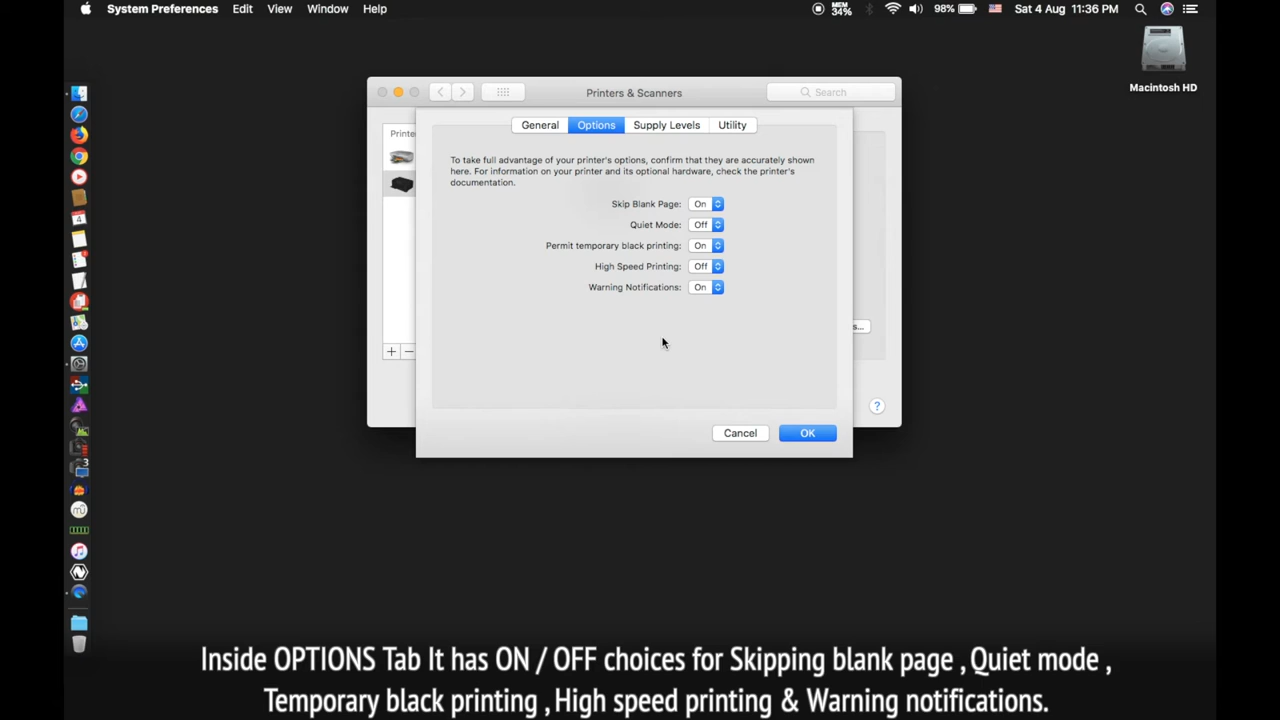 System Preferences Edit View Window Help
MEM
34%
98% Sat 4 Aug 11:36 PM
Macintosh HD
Printers & Scanners
Search
Printe
General Options Supply Levels Utility
To take full advantage of your printer's options, confirm that they are accurately shown
here. For information on your printer and its optional hardware, check the printer's
documentation.
Skip Blank Page: On
Quiet Mode: Off
Permit temporary black printing: On
High Speed Printing: Off
Warning Notifications: On
s...
+ −
?
Cancel OK
4
3
Inside OPTIONS Tab It has ON / OFF choices for Skipping blank page , Quiet mode ,
Temporary black printing , High speed printing & Warning notifications.